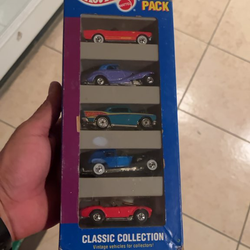 PACK
CLASSIC COLLECTION
Vintage vehicles for collectors!